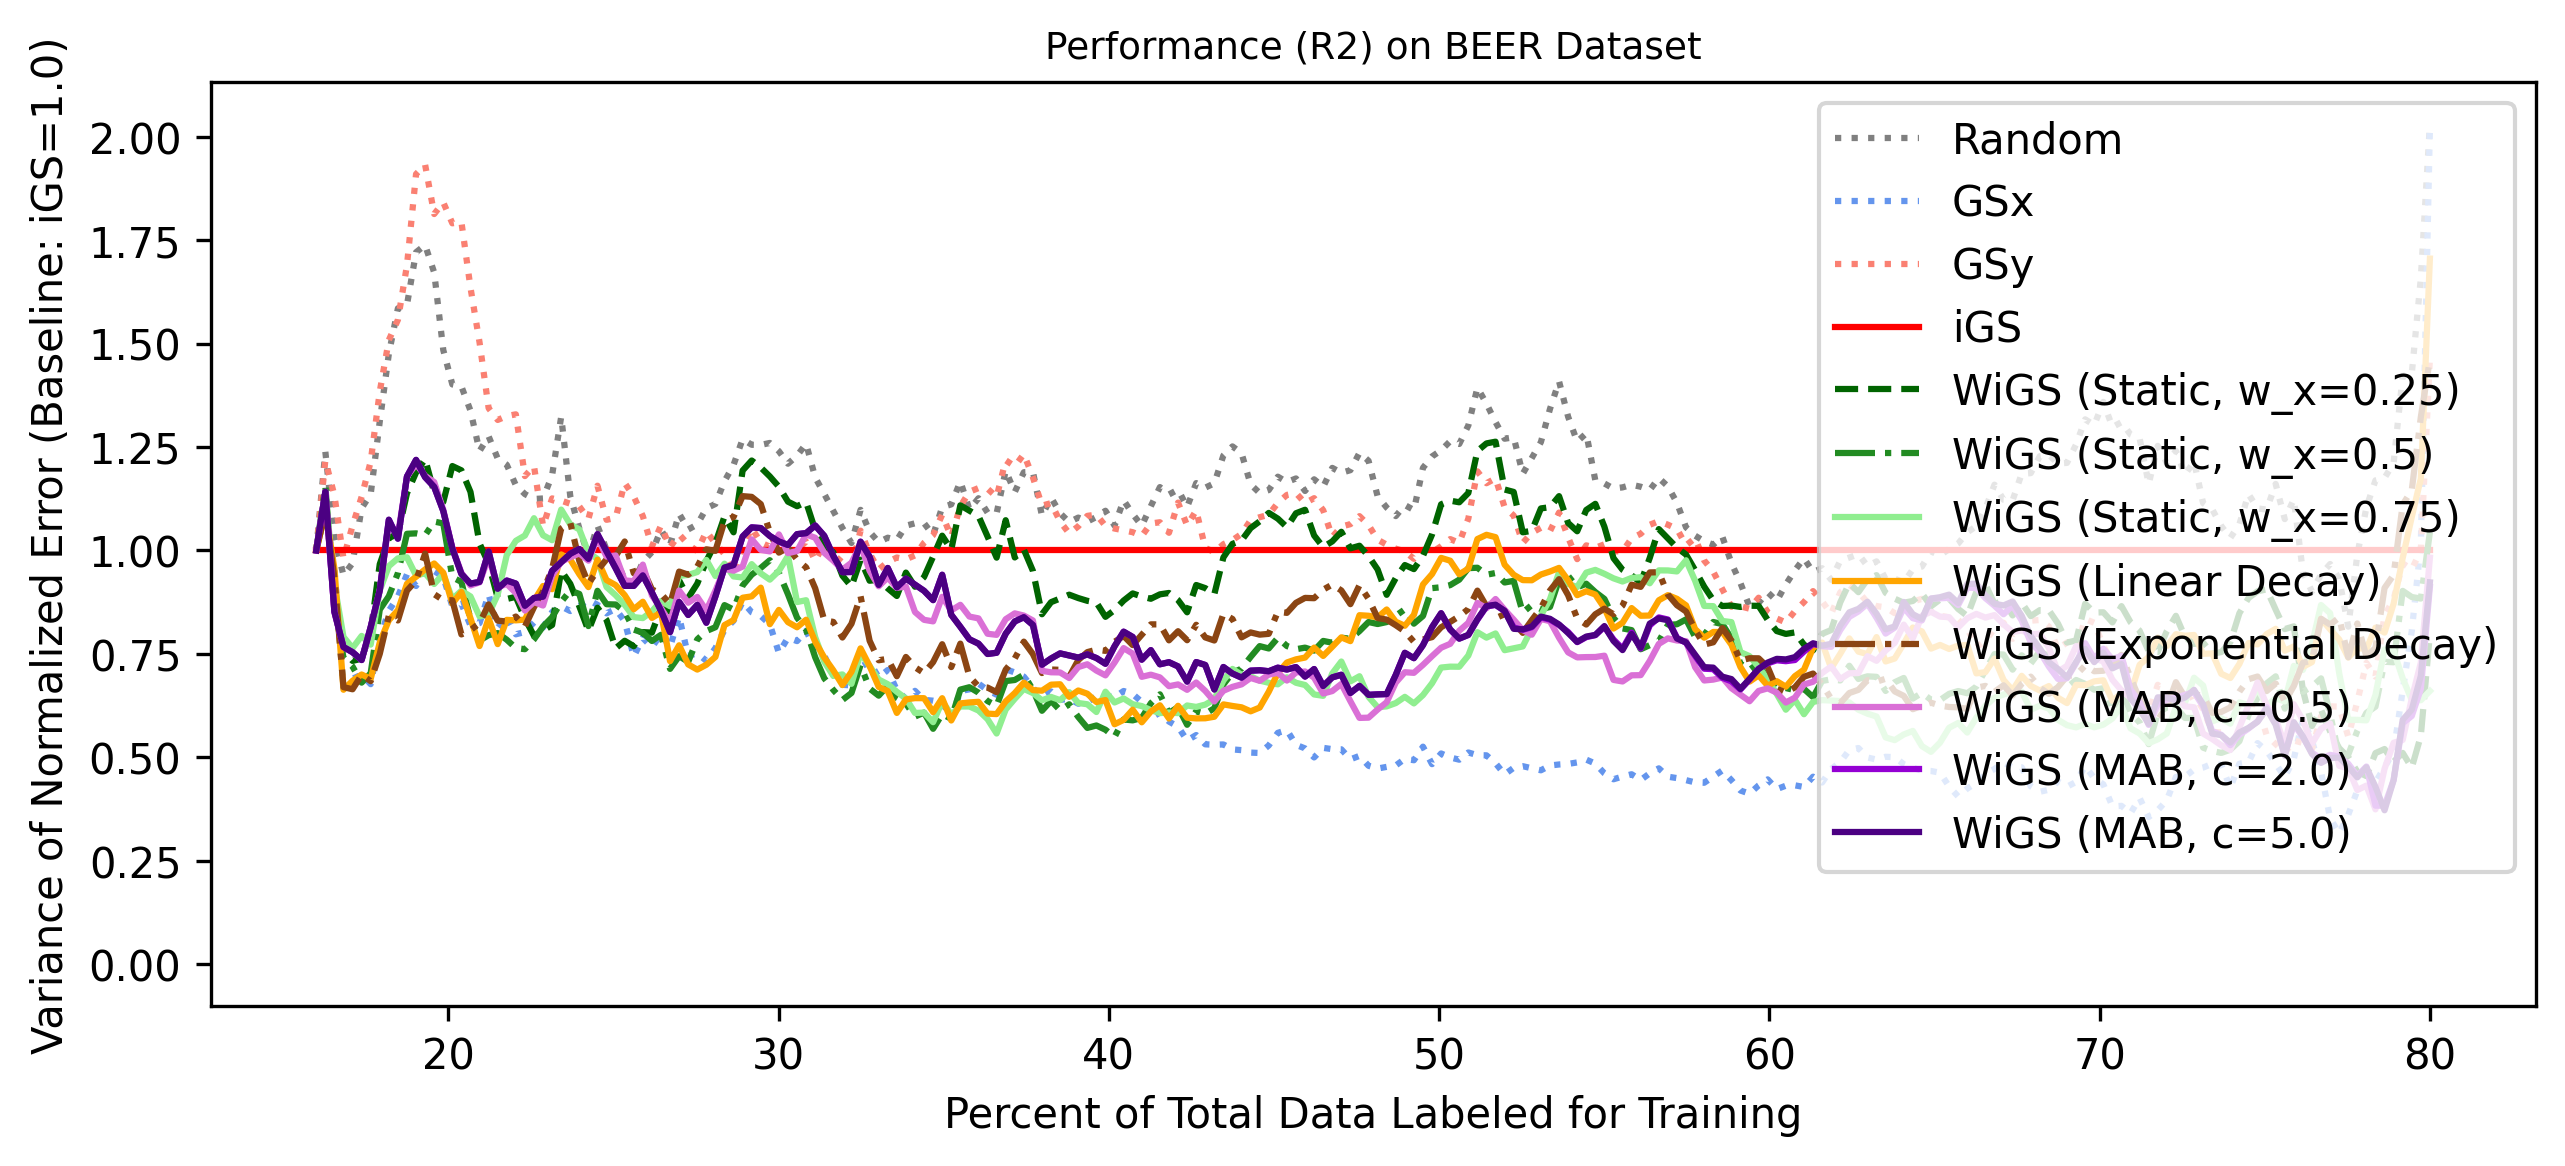 Performance (R2) on BEER Dataset
Variance of Normalized Error (Baseline: iGS=1.0)
2.00
1.75
1.50
1.25
1.00
0.75
0.50
0.25
0.00
Random
GSx
GSy
iGS
WiGS (Static, w_x=0.25)
WiGS (Static, w_x=0.5)
WiGS (Static, w_x=0.75)
WiGS (Linear Decay)
WiGS (Exponential Decay)
WiGS (MAB, c=0.5)
WiGS (MAB, c=2.0)
WiGS (MAB, c=5.0)
20 30 40 50 60 70 80
Percent of Total Data Labeled for Training